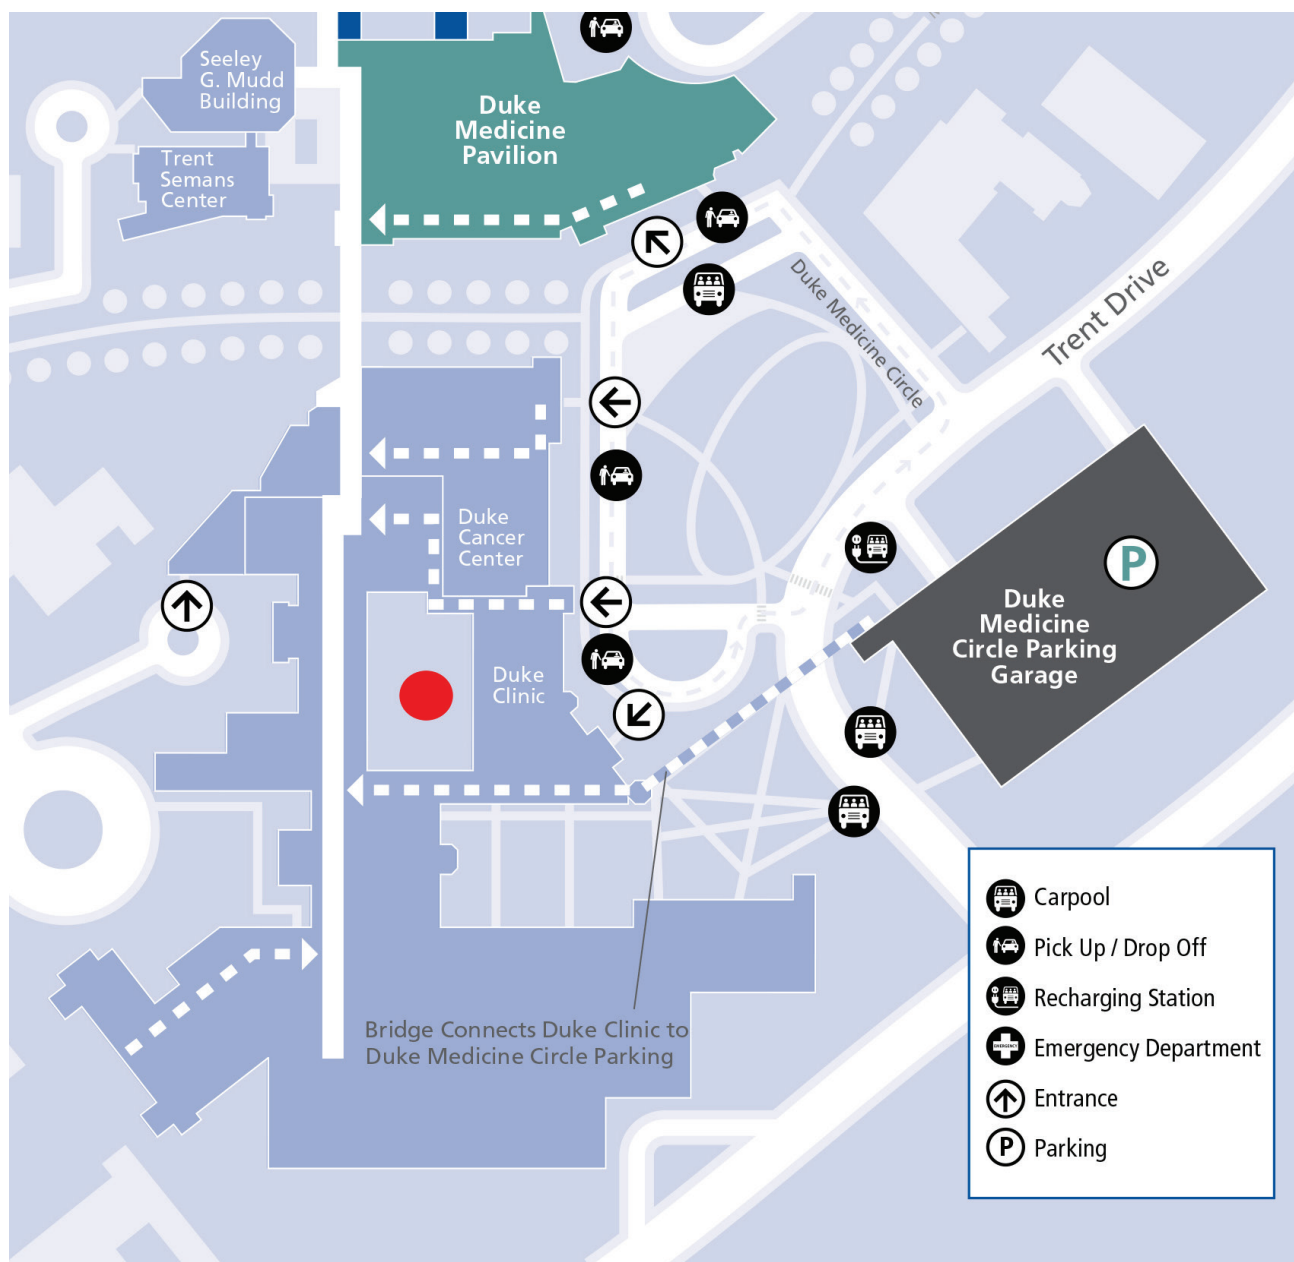 Seeley
G. Mudd
Building
Trent
Semans
Center
Duke
Medicine
Pavilion
Duke Medicine Circle
Trent Drive
Duke
Cancer
Center
Duke
Clinic
P
Duke
Medicine
Circle Parking
Garage
Bridge Connects Duke Clinic to
Duke Medicine Circle Parking
Carpool
Pick Up / Drop Off
Recharging Station
EMERGENCY
Emergency Department
Entrance
P
Parking